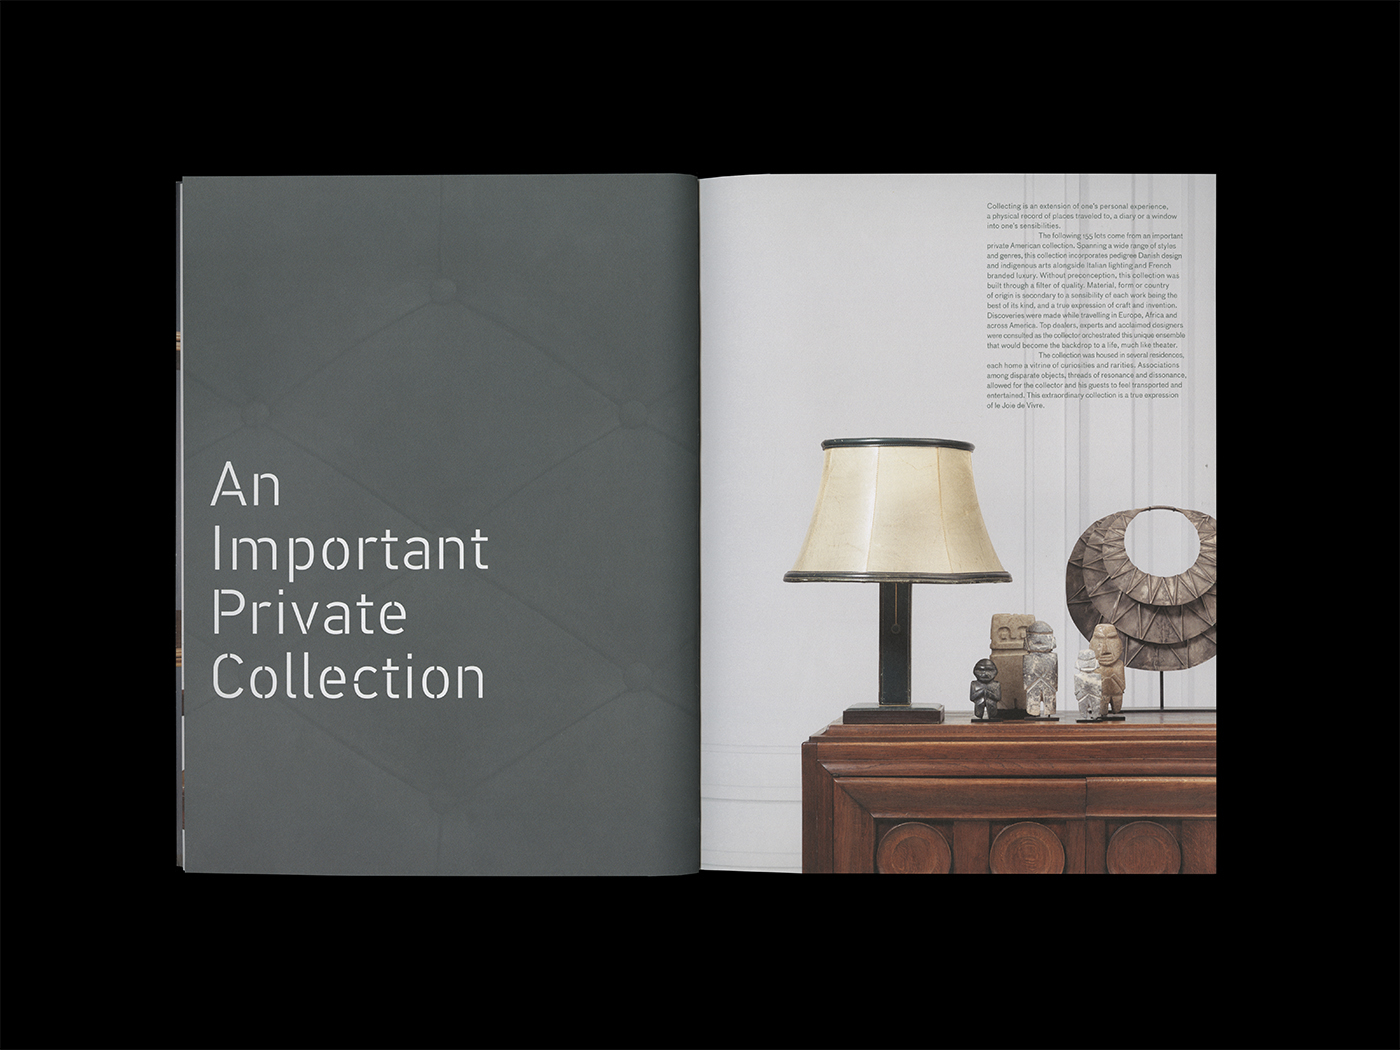 An
Important
Private
Collection
Collecting is an extension of one's personal experience,
a physical record of places traveled to, a diary or a window
into one's sensibilities.
The following 155 lots come from an important
private American collection. Spanning a wide range of styles
and genres, this collection incorporates pedigree Danish design
and indigenous arts alongside Italian lighting and French
branded luxury. Without preconception, this collection was
built through a filter of quality. Material, form or country
of origin is secondary to a sensibility of each work being the
best of its kind, and a true expression of craft and invention.
Discoveries were made while travelling in Europe, Africa and
across America. Top dealers, experts and acclaimed designers
were consulted as the collector orchestrated this unique ensemble
that would become the backdrop to a life, much like theater.
The collection was housed in several residences,
each home a vitrine of curiosities and rarities. Associations
among disparate objects, threads of resonance and dissonance,
allowed for the collector and his guests to feel transported and
entertained. This extraordinary collection is a true expression
of le Joie de Vivre.